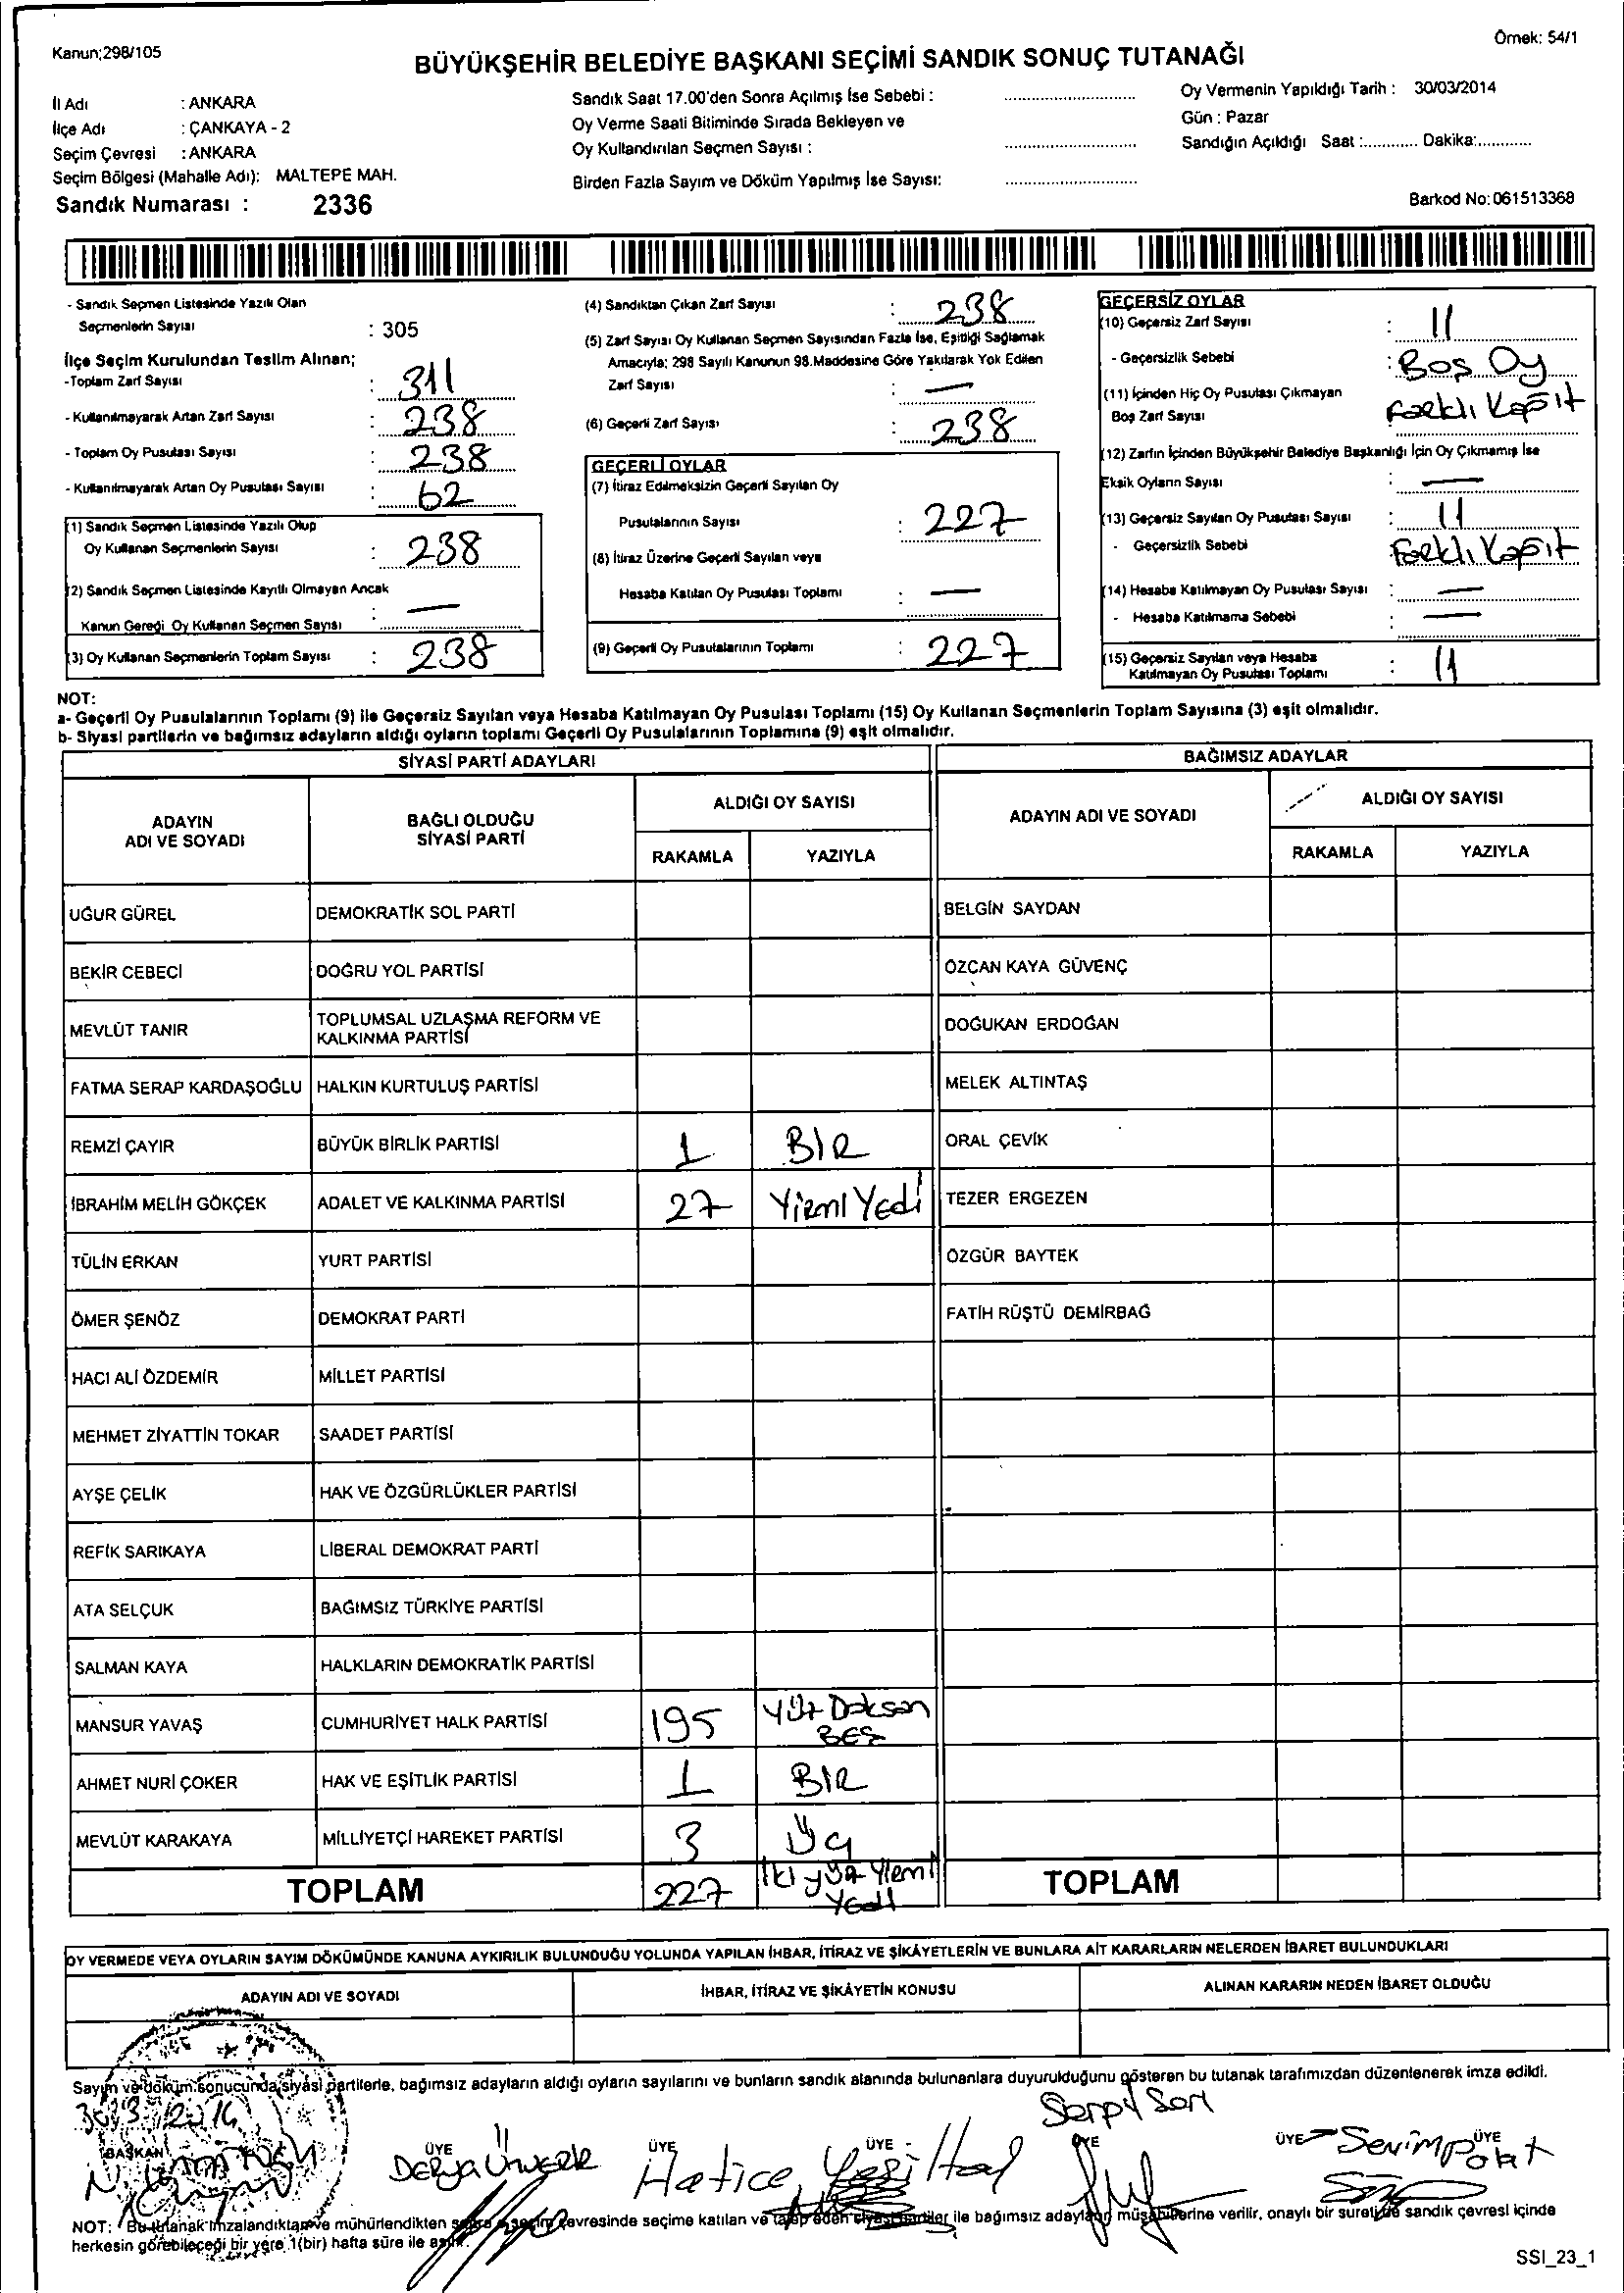 Kanun;298/105
Örnek: 54/1
BÜYÜKŞEHİR BELEDİYE BAŞKANI SEÇİMİ SANDIK SONUÇ TUTANAĞI
İl Adı : ANKARA
İlçe Adı : ÇANKAYA - 2
Seçim Çevresi : ANKARA
Seçim Bölgesi (Mahalle Adı): MALTEPE MAH.
Sandık Numarası : 2336
Sandık Saat 17.00'den Sonra Açılmış İse Sebebi :
Oy Verme Saati Bitiminde Sırada Bekleyen ve
Oy Kullandırılan Seçmen Sayısı :
Birden Fazla Sayım ve Döküm Yapılmış İse Sayısı:
Oy Vermenin Yapıldığı Tarih : 30/03/2014
Gün : Pazar
Sandığın Açıldığı Saat :............ Dakika:............
Barkod No:061513368
- Sandık Seçmen Listesinde Yazılı Olan
Seçmenlerin Sayısı : 305
İlçe Seçim Kurulundan Teslim Alınan;
-Toplam Zarf Sayısı : 311
- Kullanılmayarak Artan Zarf Sayısı : 238
- Toplam Oy Pusulası Sayısı : 238
- Kullanılmayarak Artan Oy Pusulası Sayısı : 62
(1) Sandık Seçmen Listesinde Yazılı Olup
Oy Kullanan Seçmenlerin Sayısı : 238
(2) Sandık Seçmen Listesinde Kayıtlı Olmayan Ancak
Kanun Gereği Oy Kullanan Seçmen Sayısı : —
(3) Oy Kullanan Seçmenlerin Toplam Sayısı : 238
(4) Sandıktan Çıkan Zarf Sayısı : 238
(5) Zarf Sayısı Oy Kullanan Seçmen Sayısından Fazla İse, Eşitliği Sağlamak
Amacıyla; 298 Sayılı Kanunun 98.Maddesine Göre Yakılarak Yok Edilen
Zarf Sayısı : —
(6) Geçerli Zarf Sayısı : 238
GEÇERLİ OYLAR
(7) İtiraz Edilmeksizin Geçerli Sayılan Oy
Pusulalarının Sayısı : 227
(8) İtiraz Üzerine Geçerli Sayılan veya
Hesaba Katılan Oy Pusulası Toplamı : —
(9) Geçerli Oy Pusulalarının Toplamı : 227
GEÇERSİZ OYLAR
(10) Geçersiz Zarf Sayısı : 11
- Geçersizlik Sebebi : Boş Oy
(11) İçinden Hiç Oy Pusulası Çıkmayan
Boş Zarf Sayısı Farklı Kağıt
(12) Zarfın İçinden Büyükşehir Belediye Başkanlığı İçin Oy Çıkmamış İse
Eksik Oyların Sayısı : —
(13) Geçersiz Sayılan Oy Pusulası Sayısı : 11
- Geçersizlik Sebebi : Farklı Kağıt
(14) Hesaba Katılmayan Oy Pusulası Sayısı : —
- Hesaba Katılmama Sebebi : —
(15) Geçersiz Sayılan veya Hesaba
Katılmayan Oy Pusulası Toplamı : 11
NOT:
a- Geçerli Oy Pusulalarının Toplamı (9) ile Geçersiz Sayılan veya Hesaba Katılmayan Oy Pusulası Toplamı (15) Oy Kullanan Seçmenlerin Toplam Sayısına (3) eşit olmalıdır.
b- Siyasi partilerin ve bağımsız adayların aldığı oyların toplamı Geçerli Oy Pusulalarının Toplamına (9) eşit olmalıdır.
SİYASİ PARTİ ADAYLARI
BAĞIMSIZ ADAYLAR
ADAYIN ADI VE SOYADI
BAĞLI OLDUĞU SİYASİ PARTİ
ALDIĞI OY SAYISI
RAKAMLA YAZIYLA
ADAYIN ADI VE SOYADI
ALDIĞI OY SAYISI
RAKAMLA YAZIYLA
UĞUR GÜREL DEMOKRATİK SOL PARTİ BELGİN SAYDAN
BEKİR CEBECİ DOĞRU YOL PARTİSİ ÖZCAN KAYA GÜVENÇ
MEVLÜT TANIR TOPLUMSAL UZLAŞMA REFORM VE KALKINMA PARTİSİ DOĞUKAN ERDOĞAN
FATMA SERAP KARDAŞOĞLU HALKIN KURTULUŞ PARTİSİ MELEK ALTINTAŞ
REMZİ ÇAYIR BÜYÜK BİRLİK PARTİSİ 1 BİR ORAL ÇEVİK
İBRAHİM MELİH GÖKÇEK ADALET VE KALKINMA PARTİSİ 27 Yirmi Yedi TEZER ERGEZEN
TÜLİN ERKAN YURT PARTİSİ ÖZGÜR BAYTEK
ÖMER ŞENÖZ DEMOKRAT PARTİ FATİH RÜŞTÜ DEMİRBAĞ
HACI ALİ ÖZDEMİR MİLLET PARTİSİ
MEHMET ZİYATTİN TOKAR SAADET PARTİSİ
AYŞE ÇELİK HAK VE ÖZGÜRLÜKLER PARTİSİ
REFİK SARIKAYA LİBERAL DEMOKRAT PARTİ
ATA SELÇUK BAĞIMSIZ TÜRKİYE PARTİSİ
SALMAN KAYA HALKLARIN DEMOKRATİK PARTİSİ
MANSUR YAVAŞ CUMHURİYET HALK PARTİSİ 195 Yüz Doksan BEŞ
AHMET NURİ ÇOKER HAK VE EŞİTLİK PARTİSİ 1 BİR
MEVLÜT KARAKAYA MİLLİYETÇİ HAREKET PARTİSİ 3 Üç
TOPLAM 227 İki yüz Yirmi Yedi TOPLAM
OY VERMEDE VEYA OYLARIN SAYIM DÖKÜMÜNDE KANUNA AYKIRILIK BULUNDUĞU YOLUNDA YAPILAN İHBAR, İTİRAZ VE ŞİKÂYETLERİN VE BUNLARA AİT KARARLARIN NELERDEN İBARET BULUNDUKLARI
ADAYIN ADI VE SOYADI İHBAR, İTİRAZ VE ŞİKÂYETİN KONUSU ALINAN KARARIN NEDEN İBARET OLDUĞU
Sayım ve döküm sonucunda siyasi partilerle, bağımsız adayların aldığı oyların sayılarını ve bunların sandık alanında bulunanlara duyurulduğunu gösteren bu tutanak tarafımızdan düzenlenerek imza edildi.
Serpil Sarı
BAŞKAN ÜYE ÜYE ÜYE ÜYE ÜYE ÜYE
Derya Hatice Yeşiltaş Sevim Polat
NOT: Bu tutanak imzalandıktan ve mühürlendikten sonra seçim çevresinde seçime katılan ve talep eden siyasi partiler ile bağımsız adayların müşahitlerine verilir, onaylı bir sureti de sandık çevresi içinde
herkesin görebileceği bir yere 1(bir) hafta süre ile asılır.
SSI_23_1